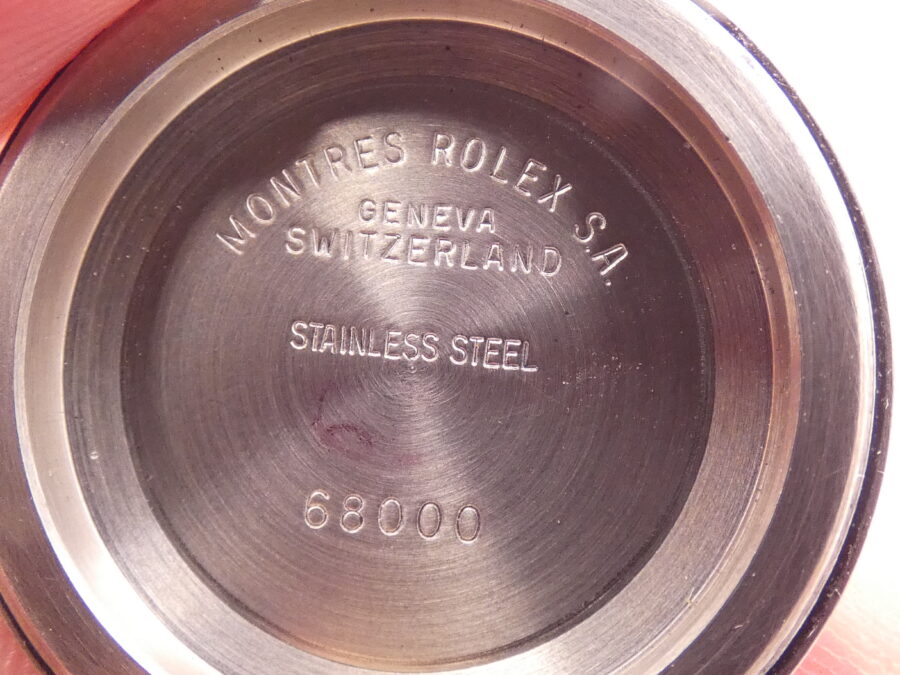 MONTRES ROLEX S.A.
GENEVA
SWITZERLAND
STAINLESS STEEL
68000